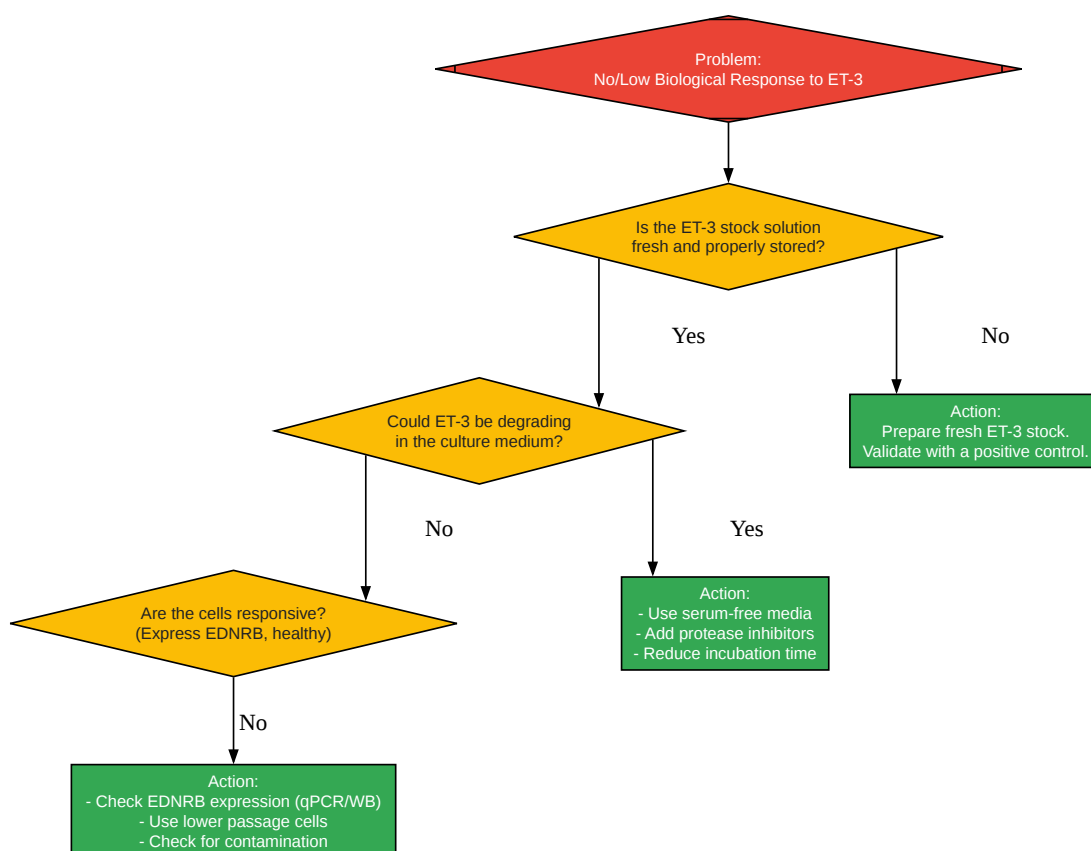 Problem:
No/Low Biological Response to ET-3
Is the ET-3 stock solution
fresh and properly stored?
Yes
No
Could ET-3 be degrading
in the culture medium?
Action:
Prepare fresh ET-3 stock.
Validate with a positive control.
No
Yes
Are the cells responsive?
(Express EDNRB, healthy)
Action:
- Use serum-free media
- Add protease inhibitors
- Reduce incubation time
No
Action:
- Check EDNRB expression (qPCR/WB)
- Use lower passage cells
- Check for contamination